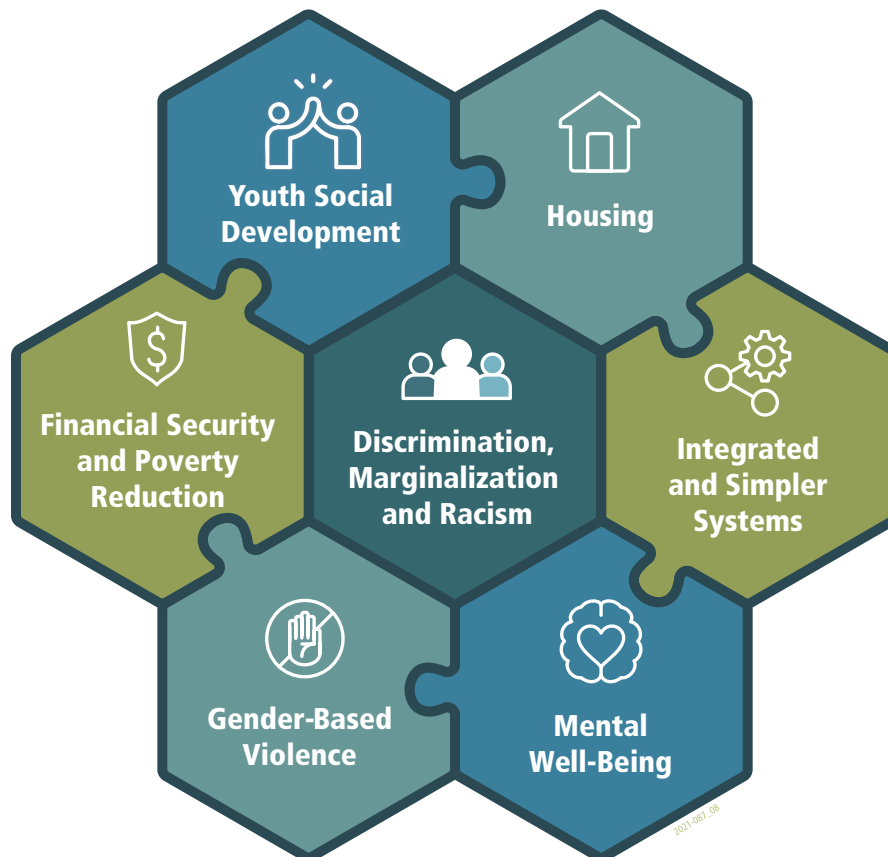 Youth Social
Development
Housing
$
Financial Security
and Poverty
Reduction
Discrimination,
Marginalization
and Racism
Integrated
and Simpler
Systems
Gender-Based
Violence
Mental
Well-Being
2021-087_08